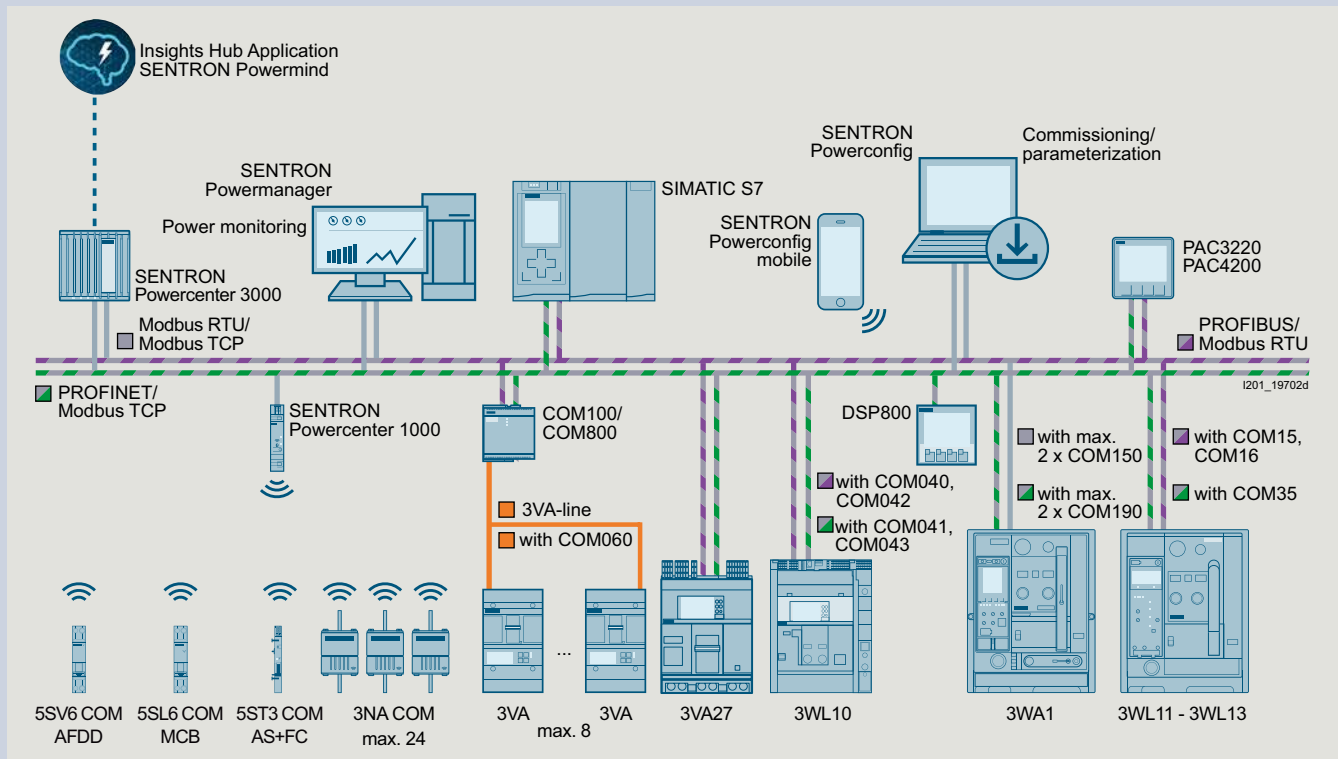 Insights Hub Application
SENTRON Powermind
SENTRON
Powermanager
Power monitoring
SENTRON
Powercenter 3000
Modbus RTU/
Modbus TCP
SIMATIC S7
SENTRON
Powerconfig
mobile
SENTRON
Powerconfig
Commissioning/
parameterization
PAC3220
PAC4200
PROFIBUS/
Modbus RTU
I201_19702d
PROFINET/
Modbus TCP
SENTRON
Powercenter 1000
COM100/
COM800
3VA-line
with COM060
with COM040,
COM042
with COM041,
COM043
DSP800
with max.
2 x COM150
with max.
2 x COM190
with COM15,
COM16
with COM35
...
5SV6 COM
AFDD
5SL6 COM
MCB
5ST3 COM
AS+FC
3NA COM
max. 24
3VA
3VA
max. 8
3VA27
3WL10
3WA1
3WL11 - 3WL13